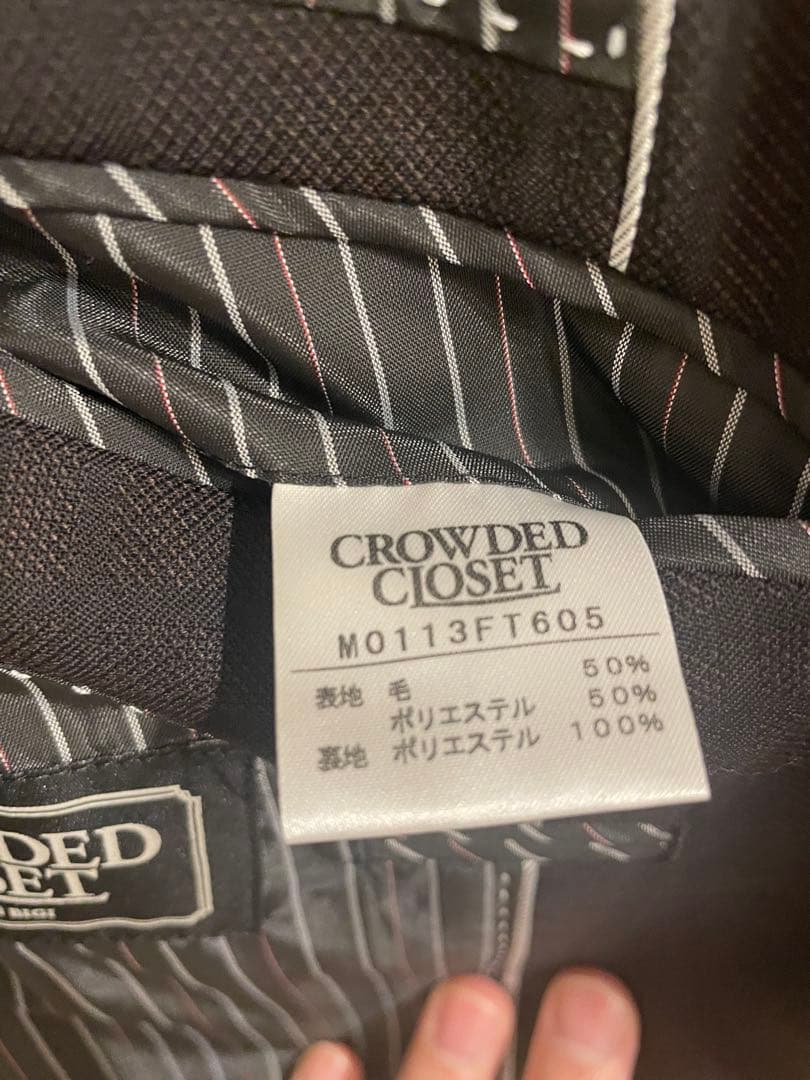 CROWDED
CLOSET
M0113FT605
表地 毛 50%
ポリエステル 50%
裏地 ポリエステル 100%
DED
SET
BIGI